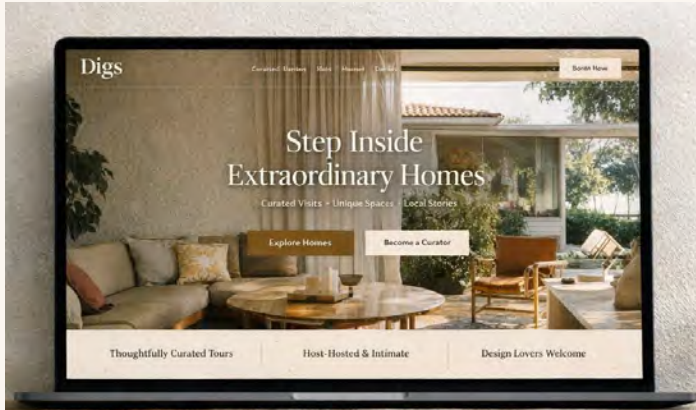 Digs
Curated
Book Now
Step Inside
Extraordinary Homes
Curated Visits • Unique Spaces • Local Stories
Explore Homes
Become a Curator
Thoughtfully Curated Tours
Host-Hosted & Intimate
Design Lovers Welcome